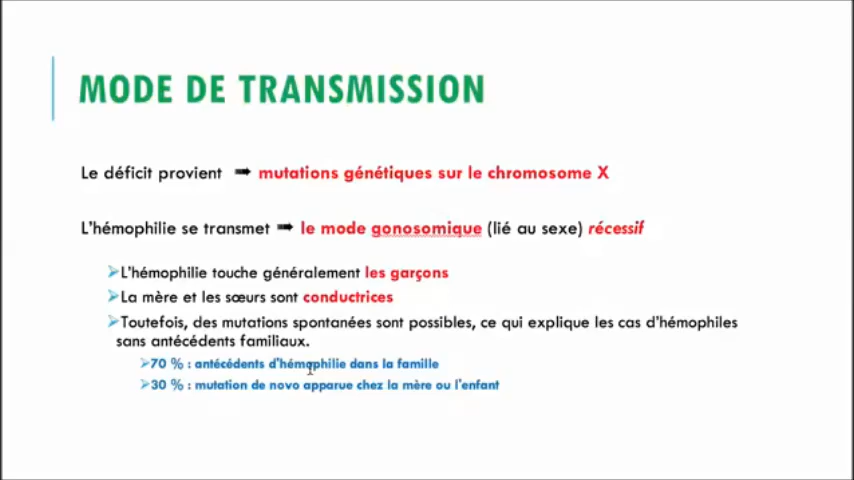 MODE DE TRANSMISSION
Le déficit provient ➡ mutations génétiques sur le chromosome X
L'hémophilie se transmet ➡ le mode gonosomique (lié au sexe) récessif
➢L'hémophilie touche généralement les garçons
➢La mère et les sœurs sont conductrices
➢Toutefois, des mutations spontanées sont possibles, ce qui explique les cas d'hémophiles
sans antécédents familiaux.
➢70 % : antécédents d'hémophilie dans la famille
➢30 % : mutation de novo apparue chez la mère ou l'enfant